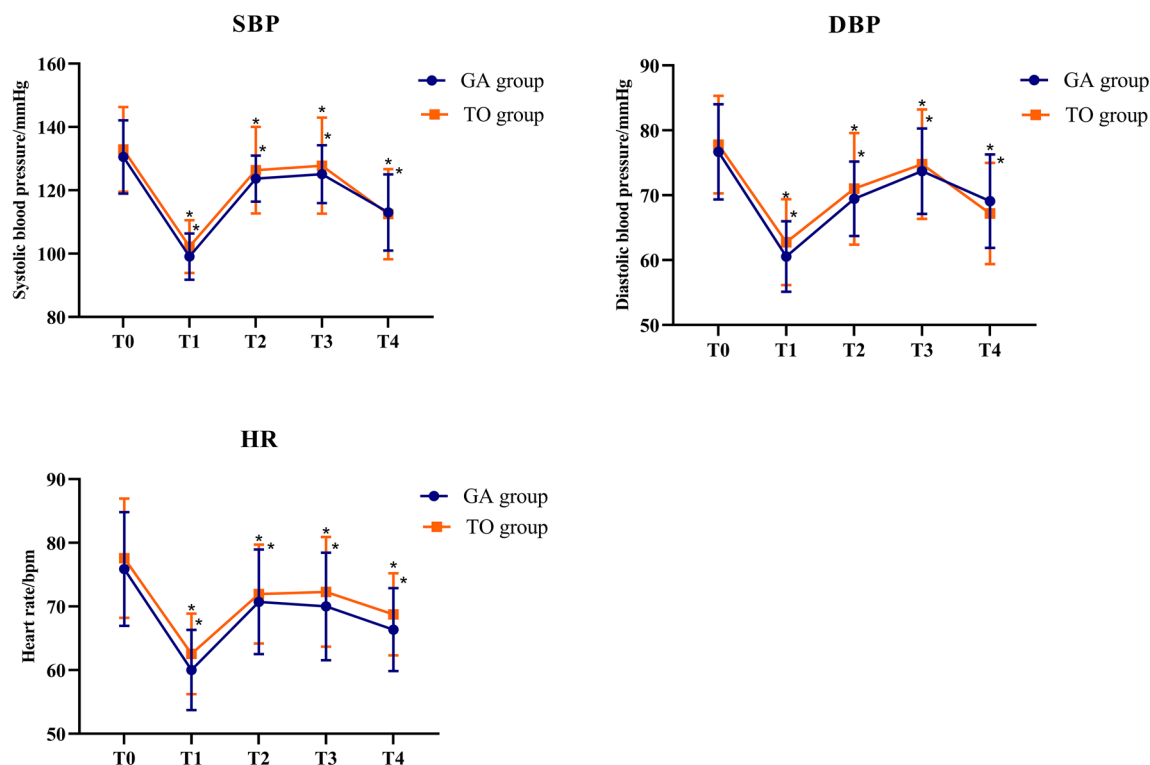 SBP
Systolic blood pressure/mmHg
160
140
120
100
80
T0 T1 T2 T3 T4
GA group
TO group
* * * * * * * *
DBP
Diastolic blood pressure/mmHg
90
80
70
60
50
T0 T1 T2 T3 T4
GA group
TO group
* * * * * * * *
HR
Heart rate/bpm
90
80
70
60
50
T0 T1 T2 T3 T4
GA group
TO group
* * * * * * * *